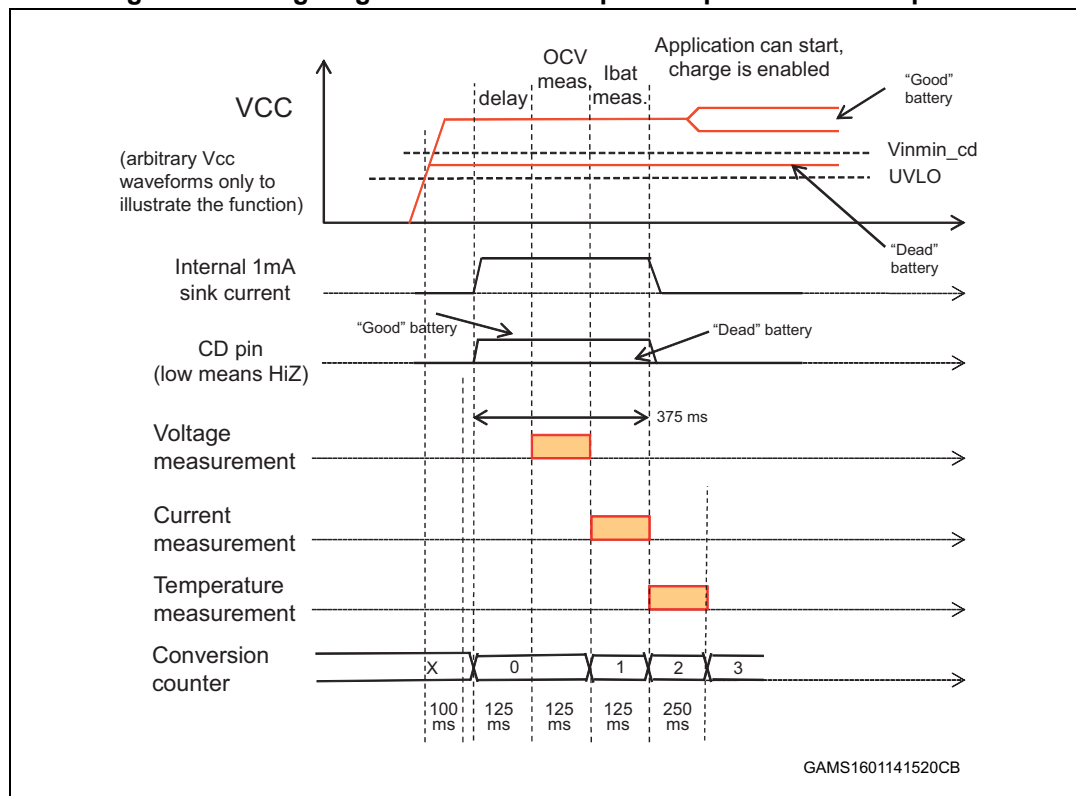 OCV
meas.
Ibat
meas.
delay
Application can start,
charge is enabled
"Good"
battery
VCC
(arbitrary Vcc
waveforms only to
illustrate the function)
Vinmin_cd
UVLO
"Dead"
battery
Internal 1mA
sink current
"Good" battery
"Dead" battery
CD pin
(low means HiZ)
375 ms
Voltage
measurement
Current
measurement
Temperature
measurement
Conversion
counter
X
0
1
2
3
100
ms
125
ms
125
ms
125
ms
250
ms
GAMS1601141520CB